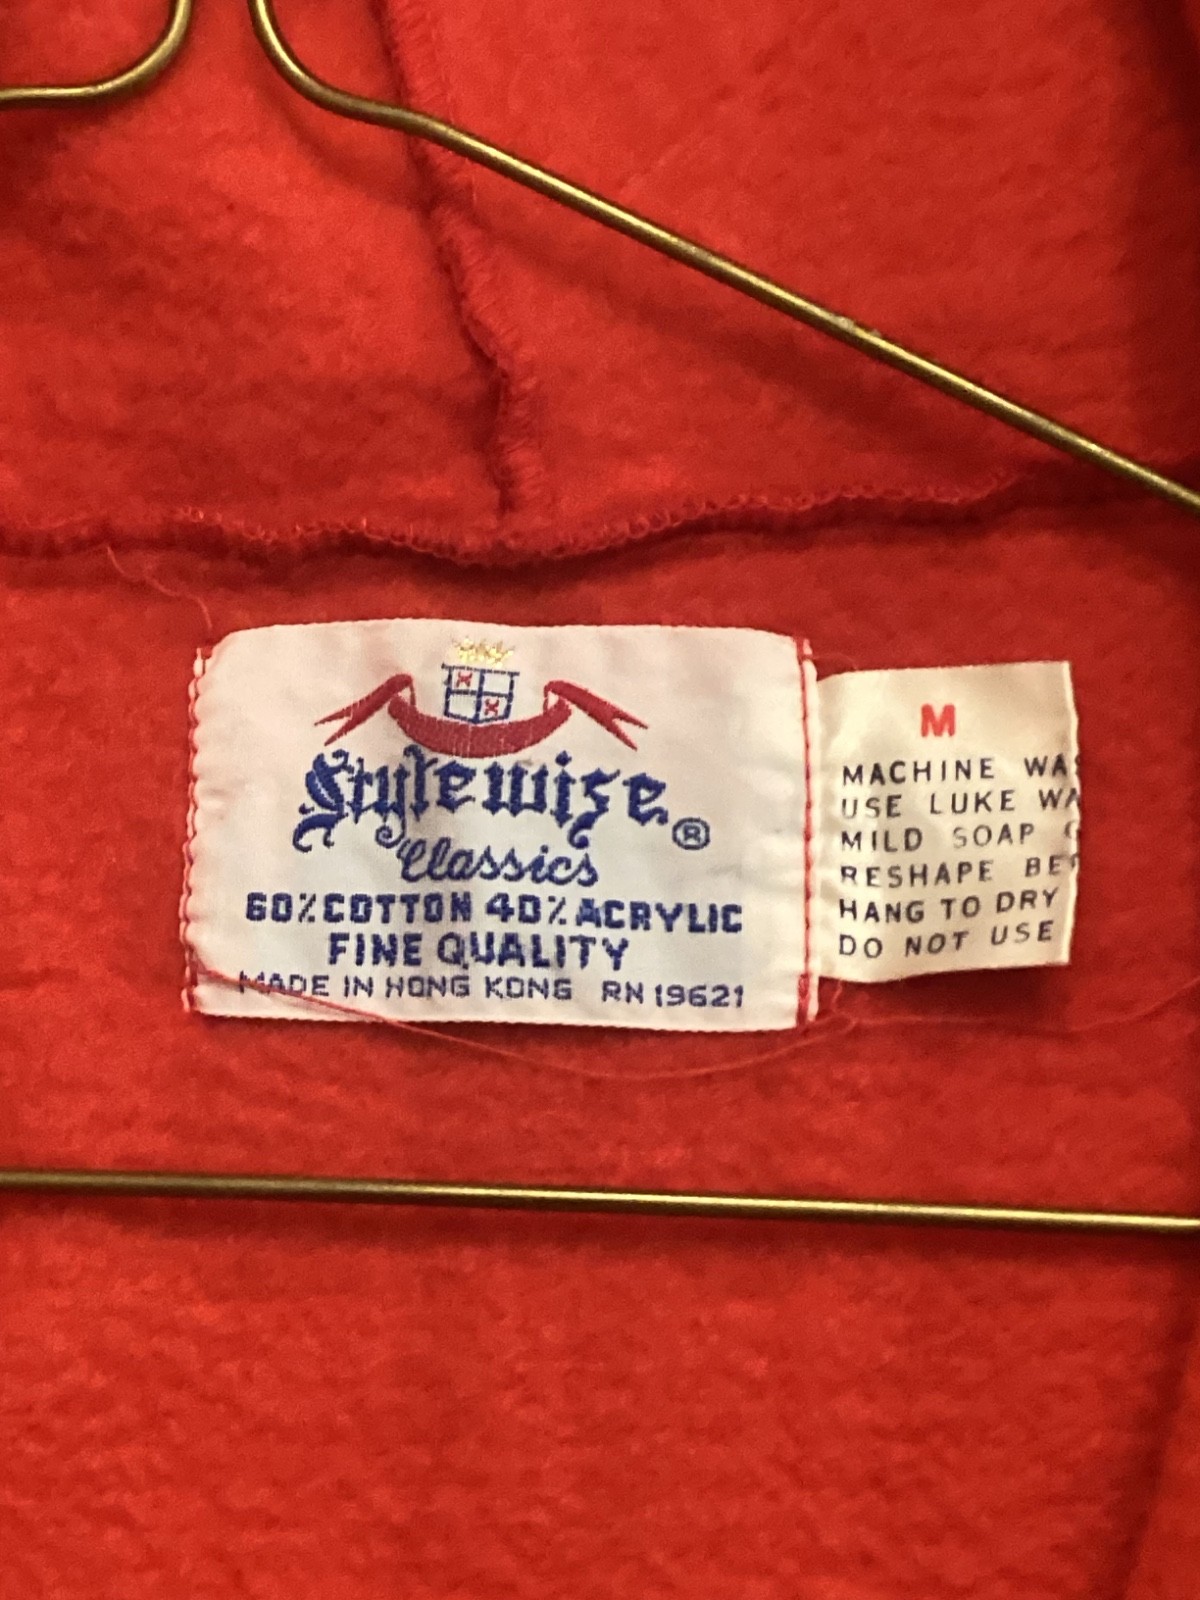 Stylewise ®
Classics
60% COTTON 40% ACRYLIC
FINE QUALITY
MADE IN HONG KONG RN 19621
M
MACHINE
USE LUKE
MILD SOAP
RESHAPE
HANG TO DRY
DO NOT USE